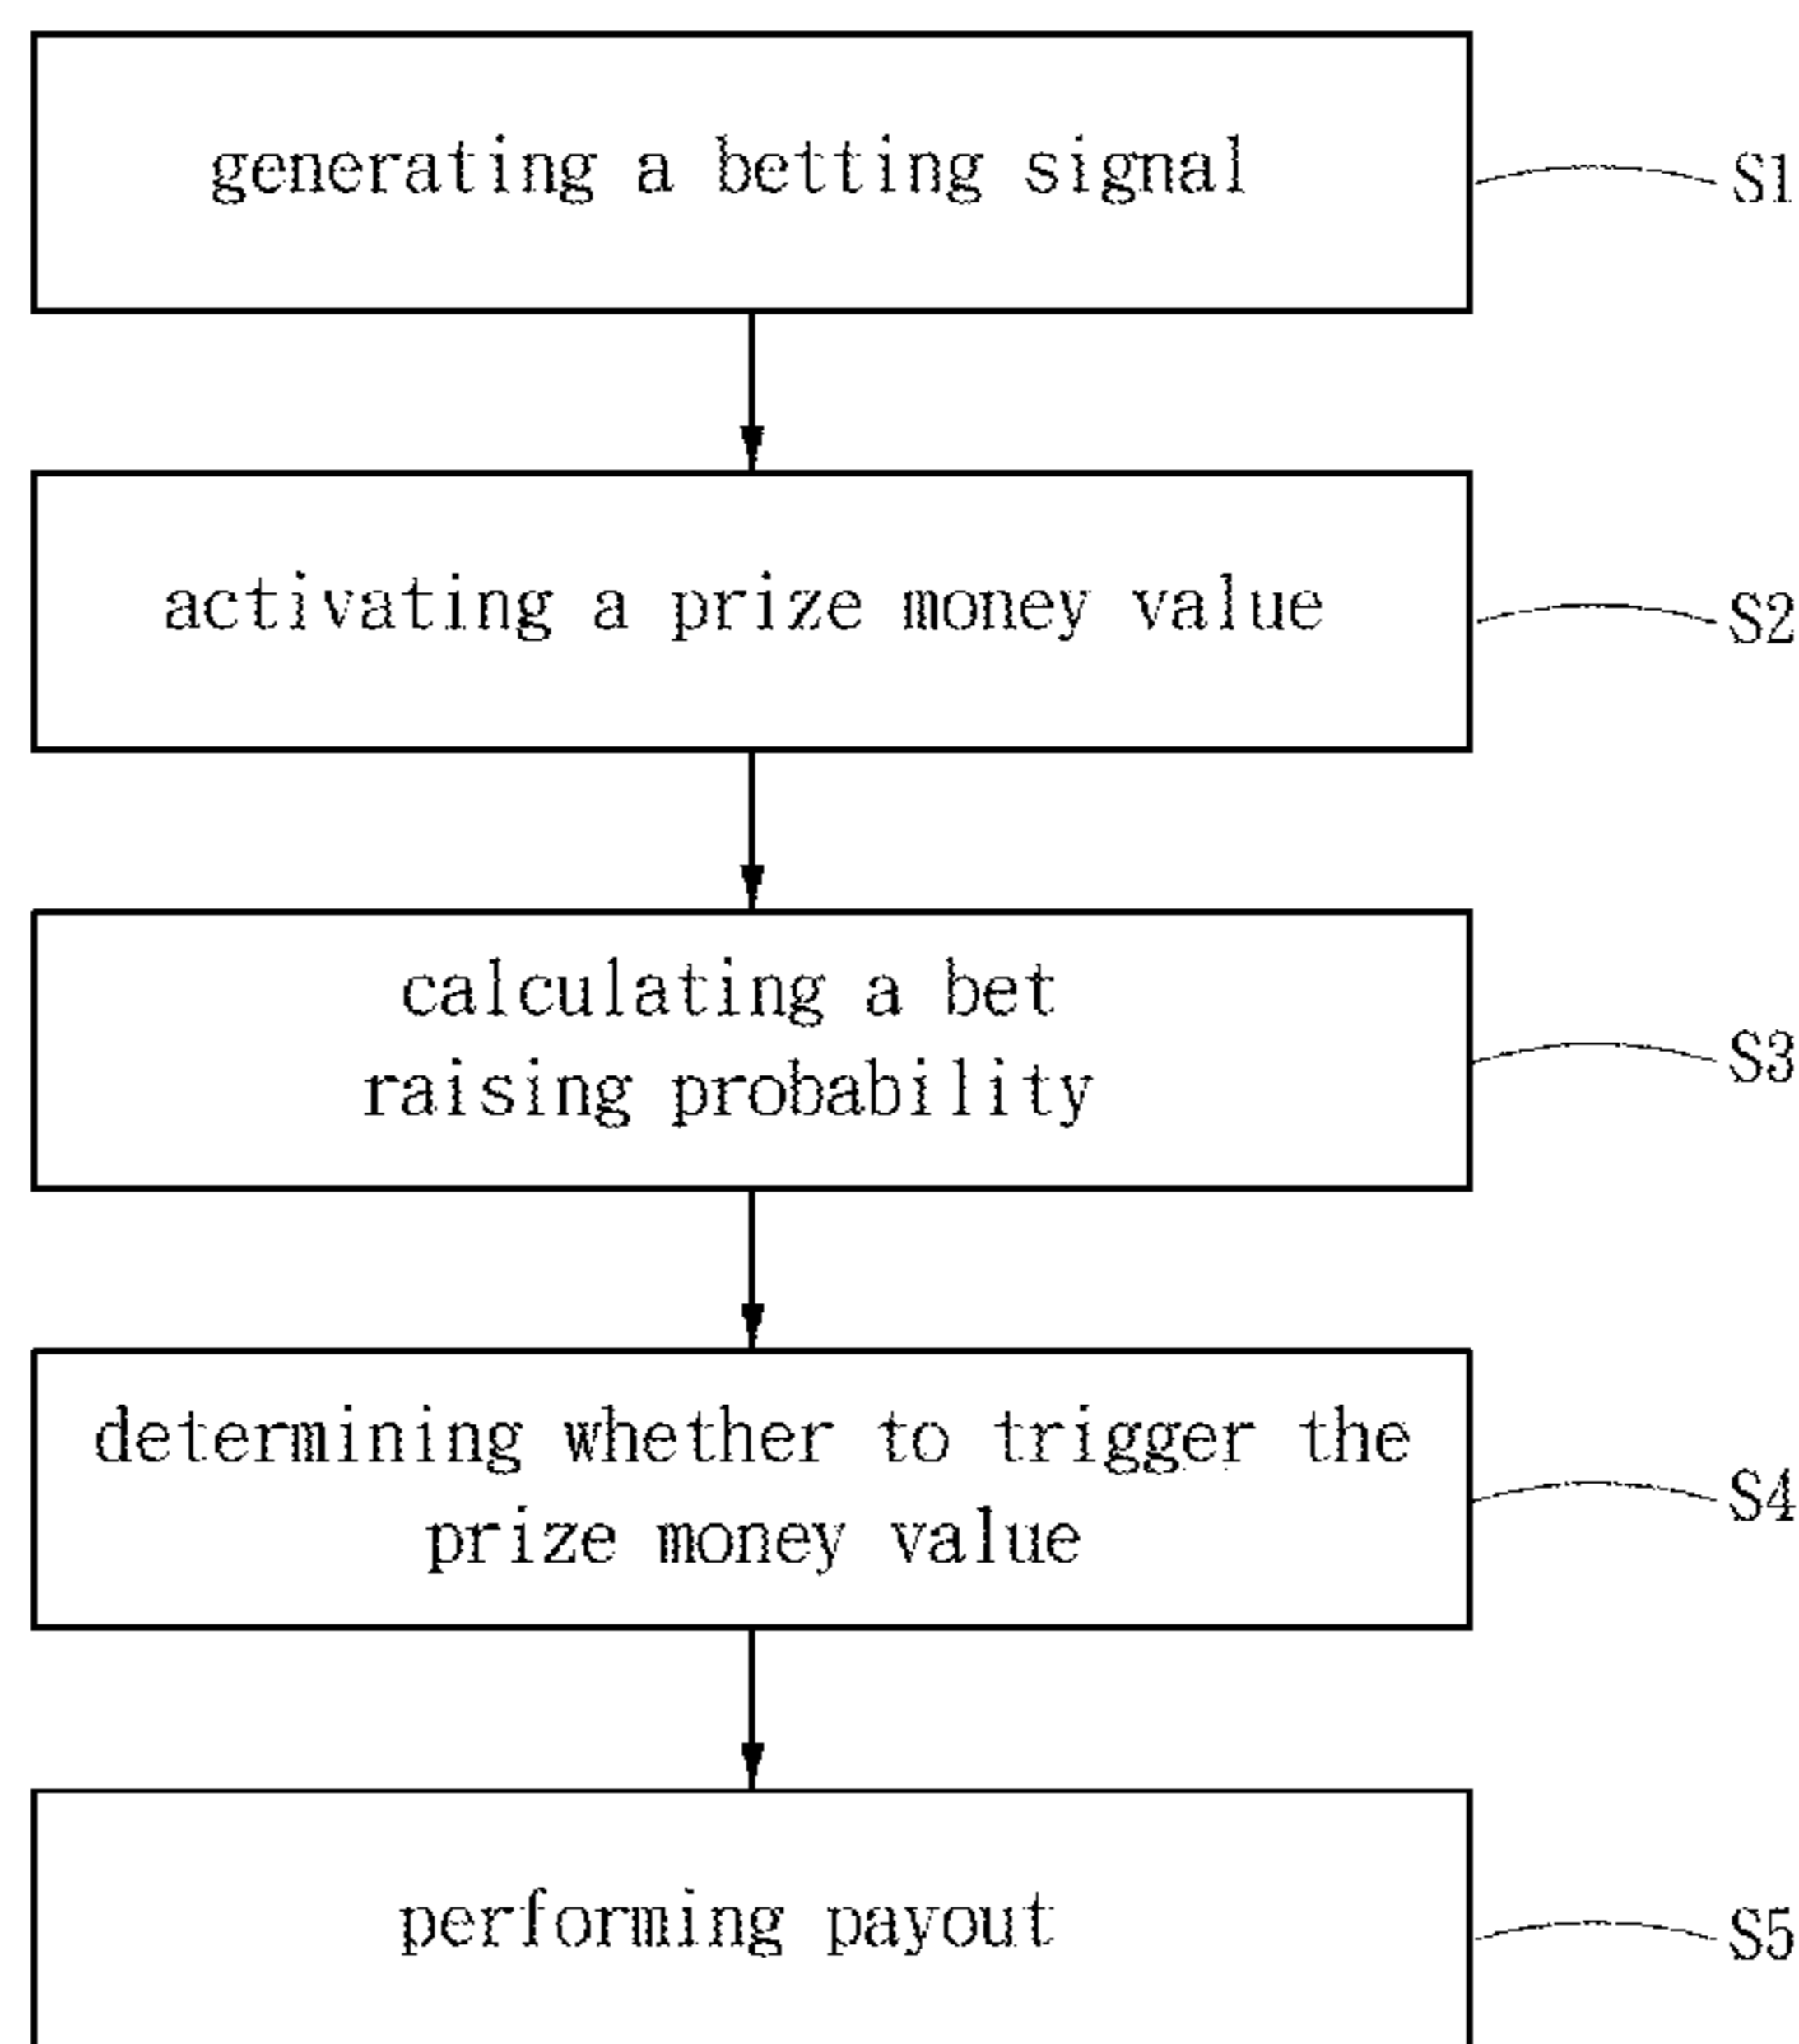 generating a betting signal
S1
activating a prize money value
S2
calculating a bet
raising probability
S3
determining whether to trigger the
prize money value
S4
performing payout
S5